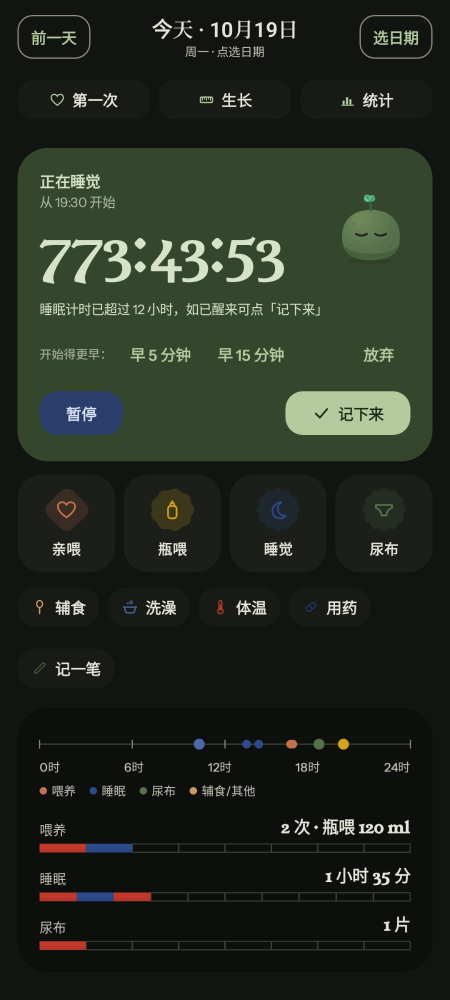 前一天
今天 · 10月19日
周一 · 点选日期
选日期
第一次
生长
统计
正在睡觉
从 19:30 开始
773:43:53
睡眠计时已超过 12 小时，如已醒来可点「记下来」
开始得更早：
早 5 分钟
早 15 分钟
放弃
暂停
记下来
亲喂
瓶喂
睡觉
尿布
辅食
洗澡
体温
用药
记一笔
0时
6时
12时
18时
24时
喂养
睡眠
尿布
辅食/其他
喂养
2 次 · 瓶喂 120 ml
睡眠
1 小时 35 分
尿布
1 片